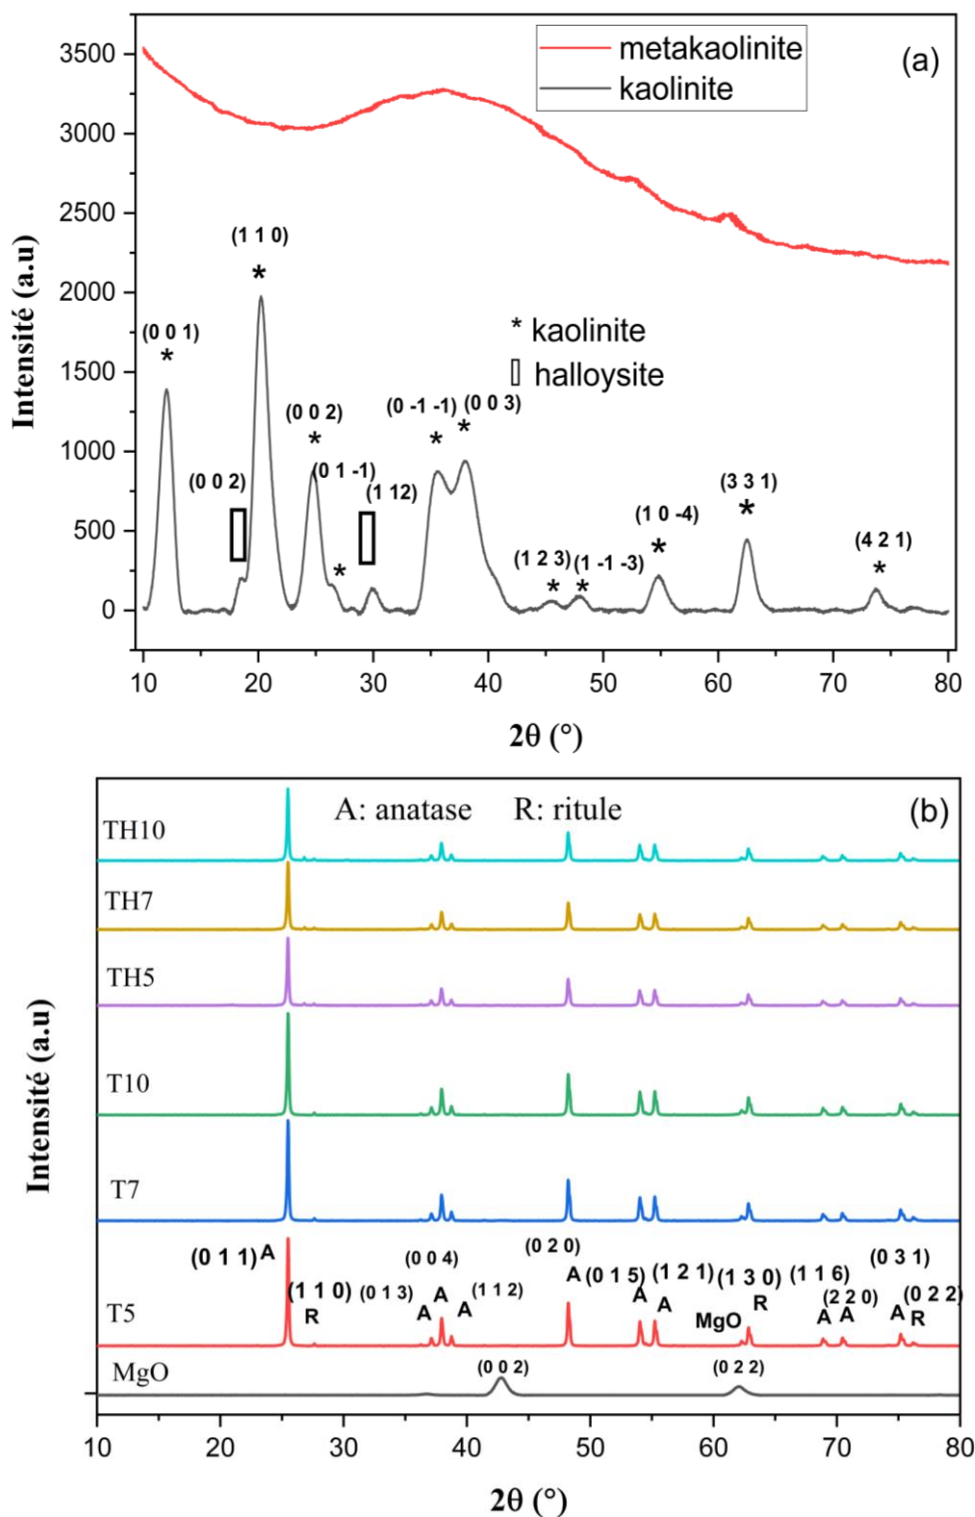 (a)
metakaolinite
kaolinite
3500
3000
2500
2000
1500
1000
500
0
Intensité (a.u)
(0 0 1)
*
(1 1 0)
*
(0 0 2)
(0 0 2)
*
(0 1 -1)
*
(1 12)
* kaolinite
halloysite
(0 -1 -1)
*
(0 0 3)
*
(1 2 3)
*
(1 -1 -3)
*
(1 0 -4)
*
(3 3 1)
*
(4 2 1)
*
10 20 30 40 50 60 70 80
2θ (°)
A: anatase R: ritule
(b)
TH10
TH7
TH5
T10
T7
T5
MgO
Intensité (a.u)
(0 1 1) A
(1 1 0)
R
(0 1 3)
A
(0 0 4)
A
(1 1 2)
A
(0 2 0)
A
(0 1 5)
A
(1 2 1)
A
MgO
(1 3 0)
R
(1 1 6)
A
(2 2 0)
A
(0 3 1)
A
(0 2 2)
R
(0 0 2)
(0 2 2)
10 20 30 40 50 60 70 80
2θ (°)